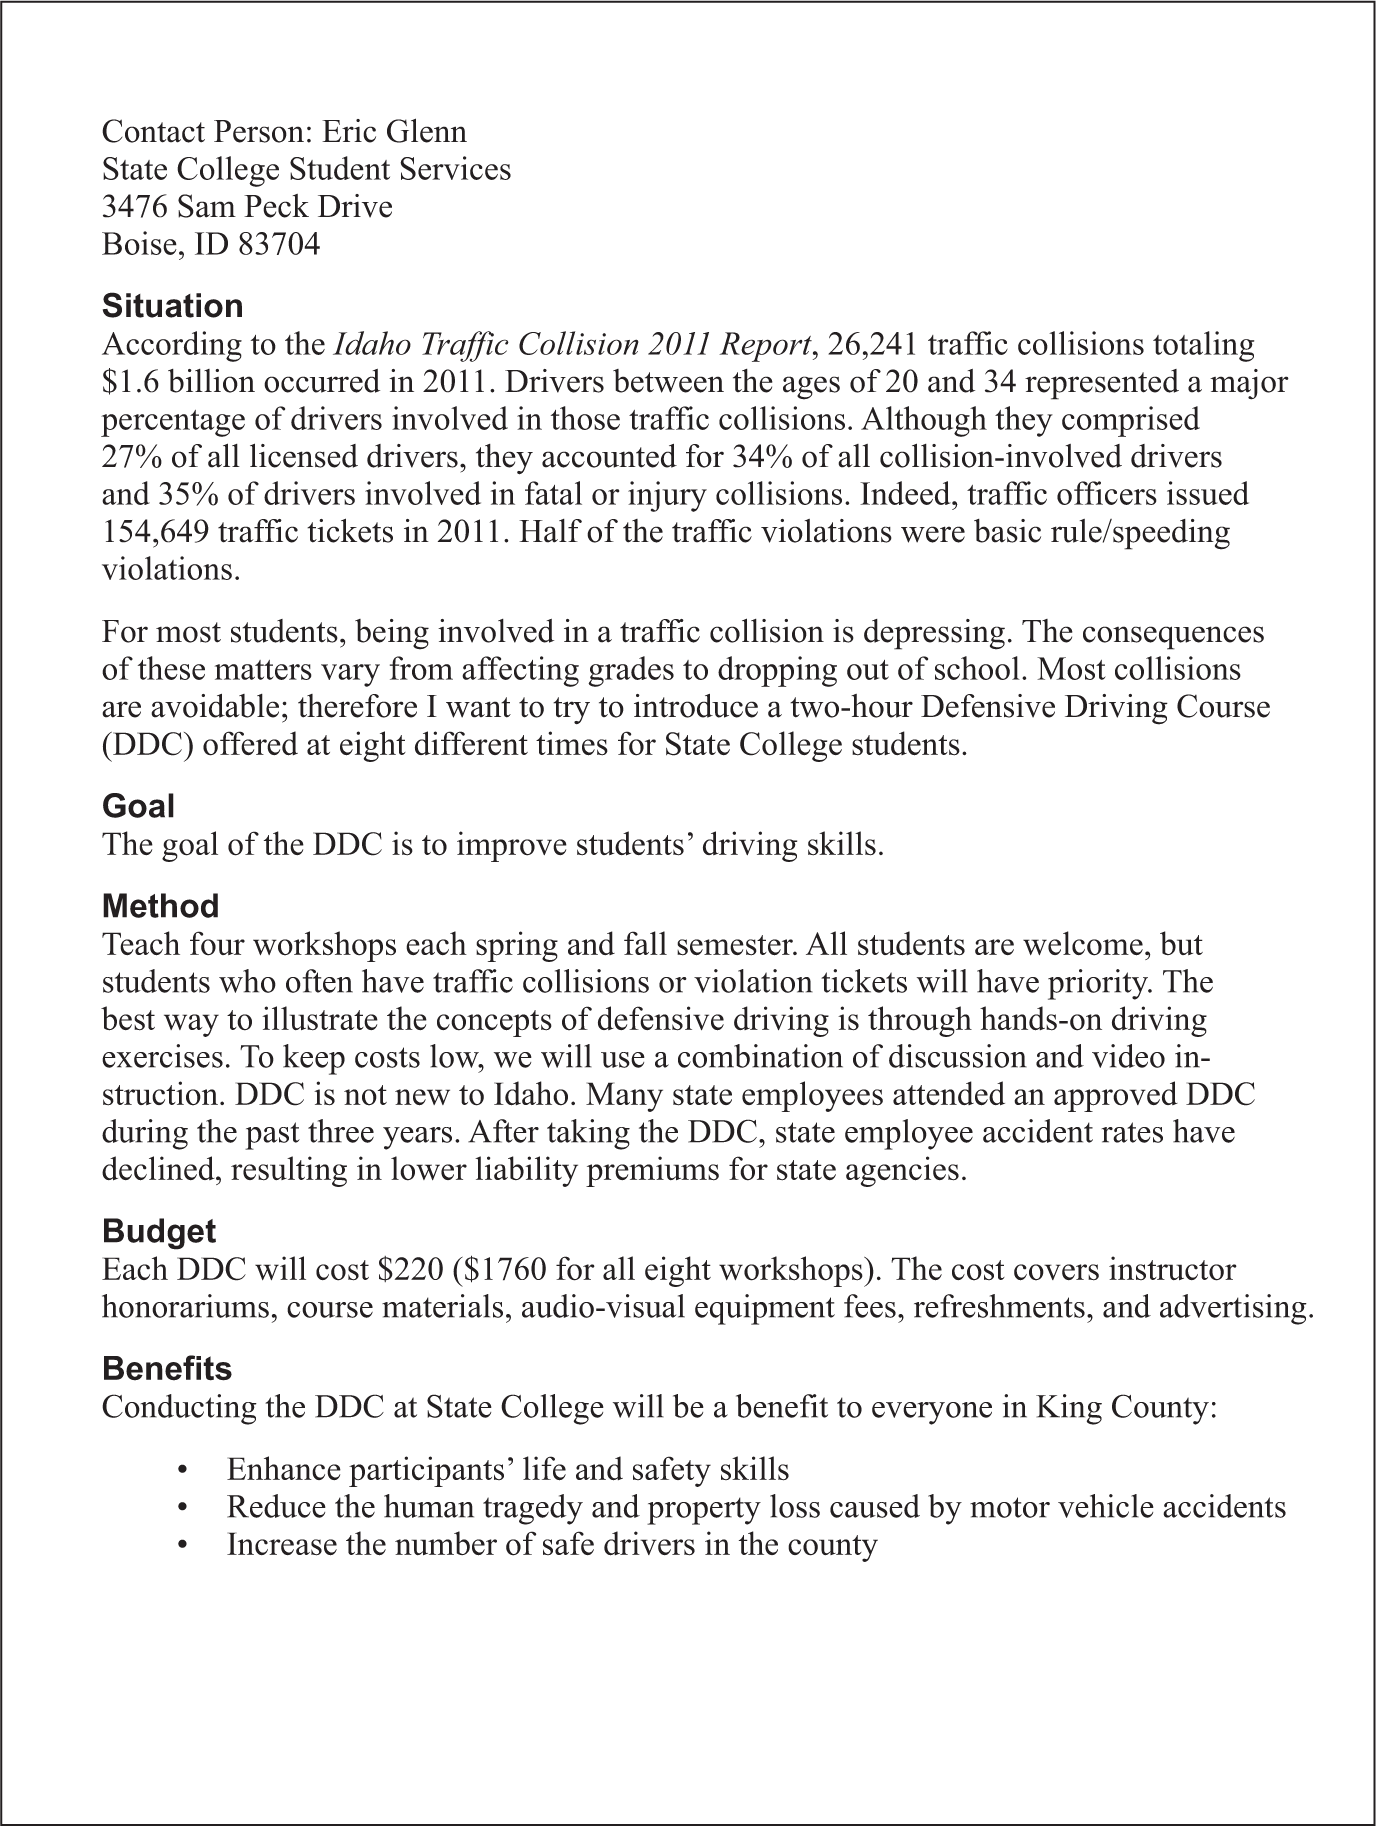 Contact Person: Eric Glenn
State College Student Services
3476 Sam Peck Drive
Boise, ID 83704
Situation
According to the Idaho Traffic Collision 2011 Report, 26,241 traffic collisions totaling
$1.6 billion occurred in 2011. Drivers between the ages of 20 and 34 represented a major
percentage of drivers involved in those traffic collisions. Although they comprised
27% of all licensed drivers, they accounted for 34% of all collision-involved drivers
and 35% of drivers involved in fatal or injury collisions. Indeed, traffic officers issued
154,649 traffic tickets in 2011. Half of the traffic violations were basic rule/speeding
violations.
For most students, being involved in a traffic collision is depressing. The consequences
of these matters vary from affecting grades to dropping out of school. Most collisions
are avoidable; therefore I want to try to introduce a two-hour Defensive Driving Course
(DDC) offered at eight different times for State College students.
Goal
The goal of the DDC is to improve students’ driving skills.
Method
Teach four workshops each spring and fall semester. All students are welcome, but
students who often have traffic collisions or violation tickets will have priority. The
best way to illustrate the concepts of defensive driving is through hands-on driving
exercises. To keep costs low, we will use a combination of discussion and video in-
struction. DDC is not new to Idaho. Many state employees attended an approved DDC
during the past three years. After taking the DDC, state employee accident rates have
declined, resulting in lower liability premiums for state agencies.
Budget
Each DDC will cost $220 ($1760 for all eight workshops). The cost covers instructor
honorariums, course materials, audio-visual equipment fees, refreshments, and advertising.
Benefits
Conducting the DDC at State College will be a benefit to everyone in King County:
• Enhance participants’ life and safety skills
• Reduce the human tragedy and property loss caused by motor vehicle accidents
• Increase the number of safe drivers in the county